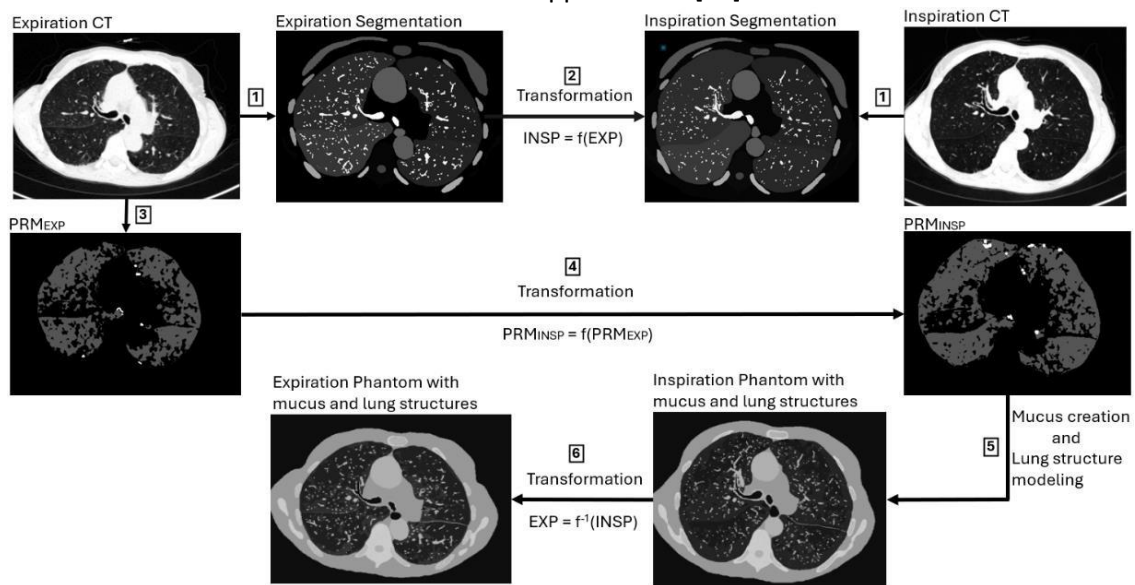 Expiration CT
Expiration Segmentation
Inspiration Segmentation
Inspiration CT
1
2
Transformation
INSP = f(EXP)
1
3
PRMEXP
PRMINSP
4
Transformation
PRMINSP = f(PRMEXP)
Expiration Phantom with
mucus and lung structures
Inspiration Phantom with
mucus and lung structures
5
Mucus creation
and
Lung structure
modeling
6
Transformation
EXP = f⁻¹(INSP)